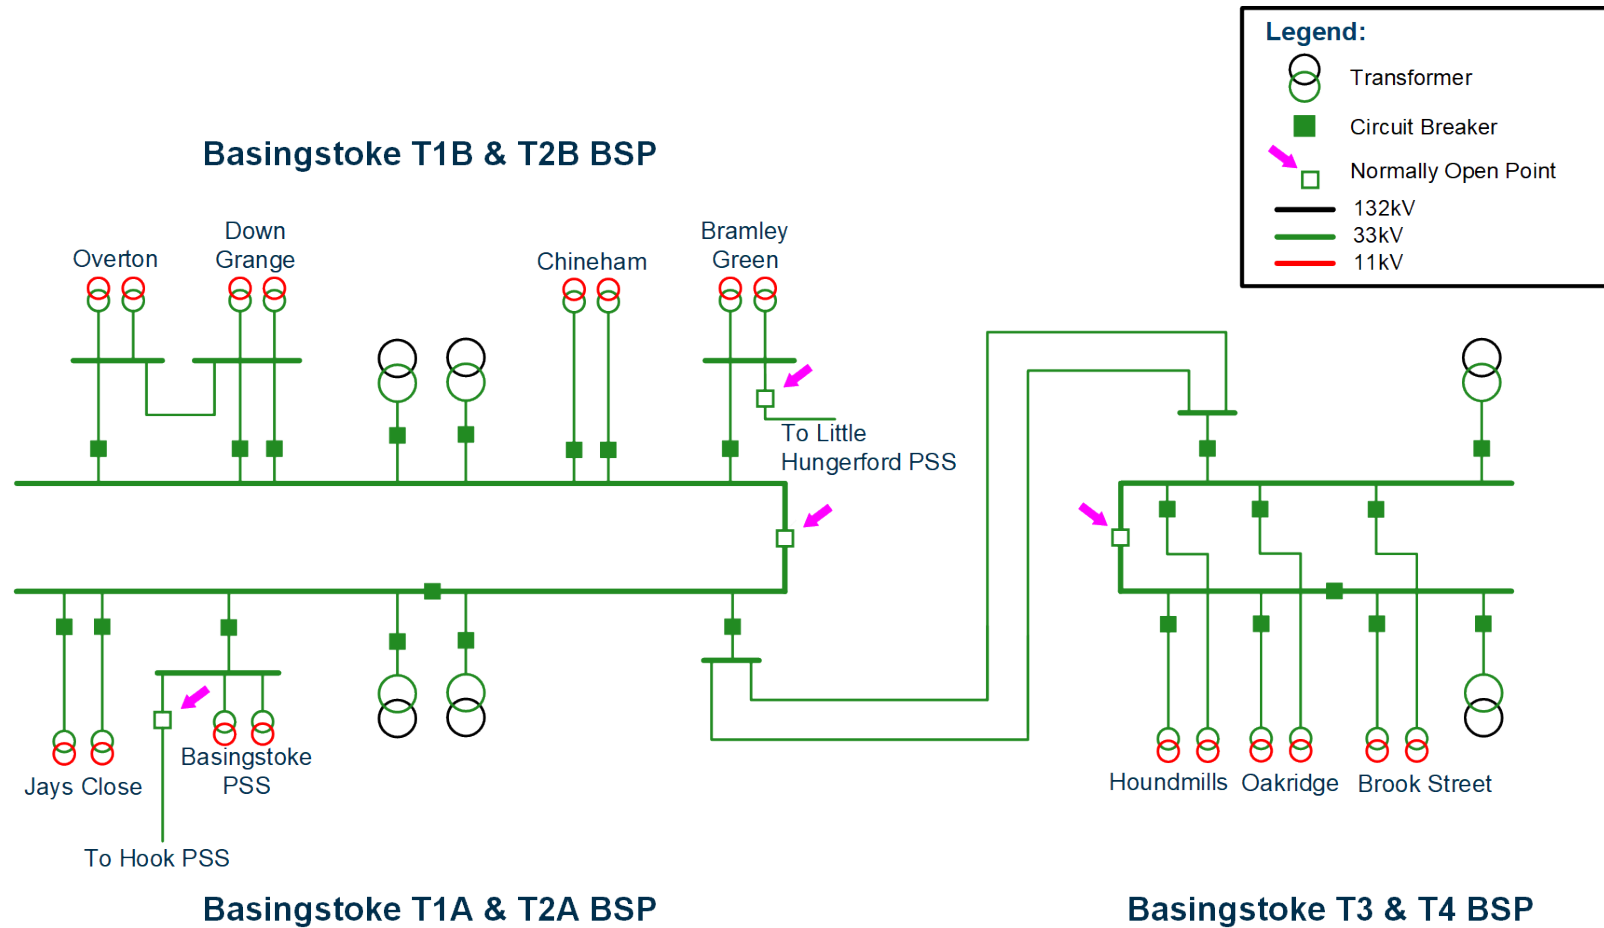 Legend:
Transformer
Circuit Breaker
Normally Open Point
132kV
33kV
11kV
Basingstoke T1B & T2B BSP
Overton
Down
Grange
Chineham
Bramley
Green
To Little
Hungerford PSS
Jays Close
Basingstoke
PSS
To Hook PSS
Houndmills
Oakridge
Brook Street
Basingstoke T1A & T2A BSP
Basingstoke T3 & T4 BSP